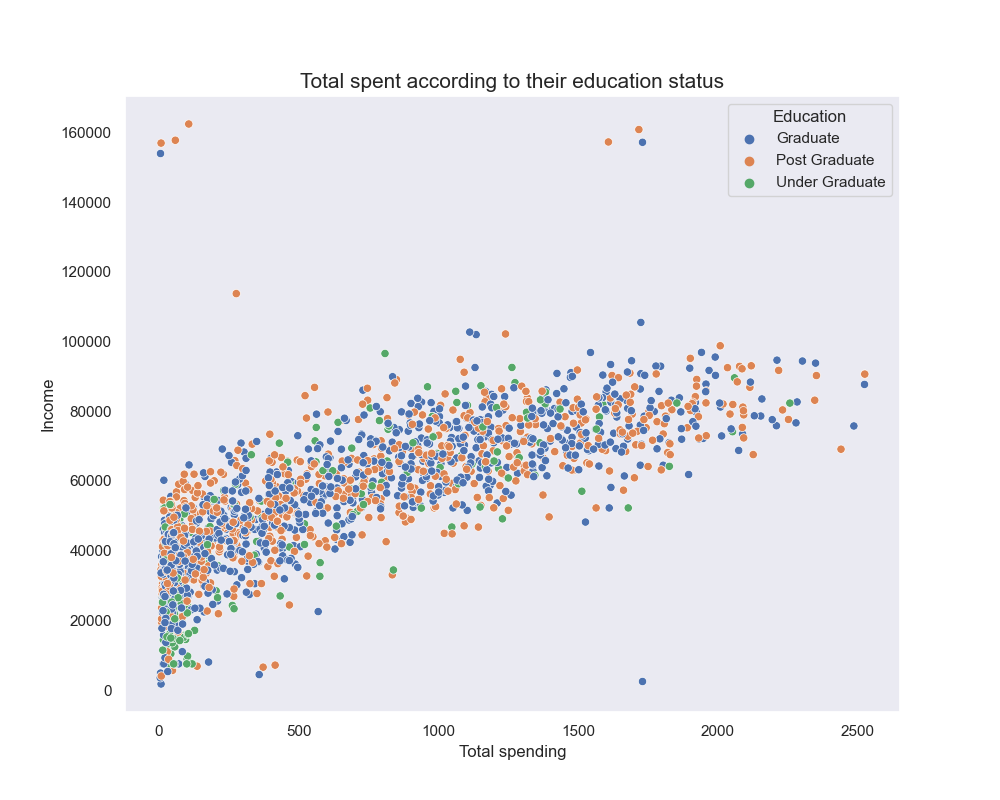 Total spent according to their education status
Education
Graduate
Post Graduate
Under Graduate
160000
140000
120000
100000
80000
60000
40000
20000
0
Income
0 500 1000 1500 2000 2500
Total spending